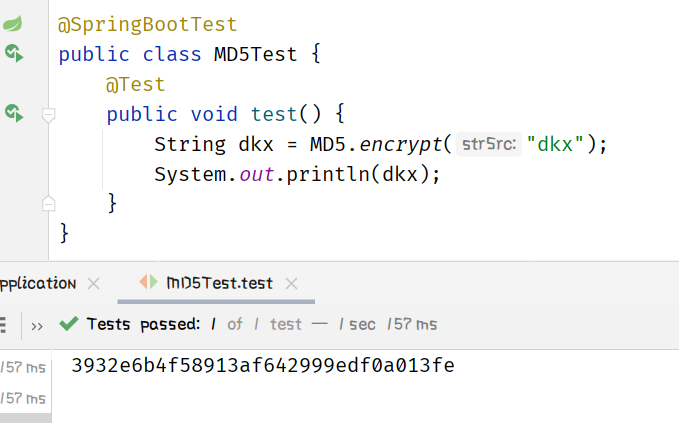 @SpringBootTest
public class MD5Test {
@Test
public void test() {
String dkx = MD5.encrypt( strSrc: "dkx");
System.out.println(dkx);
}
}
pplication × MD5Test.test ×
›› Tests passed: 1 of 1 test — 1 sec 157 ms
157 ms 3932e6b4f58913af642999edf0a013fe
157 ms